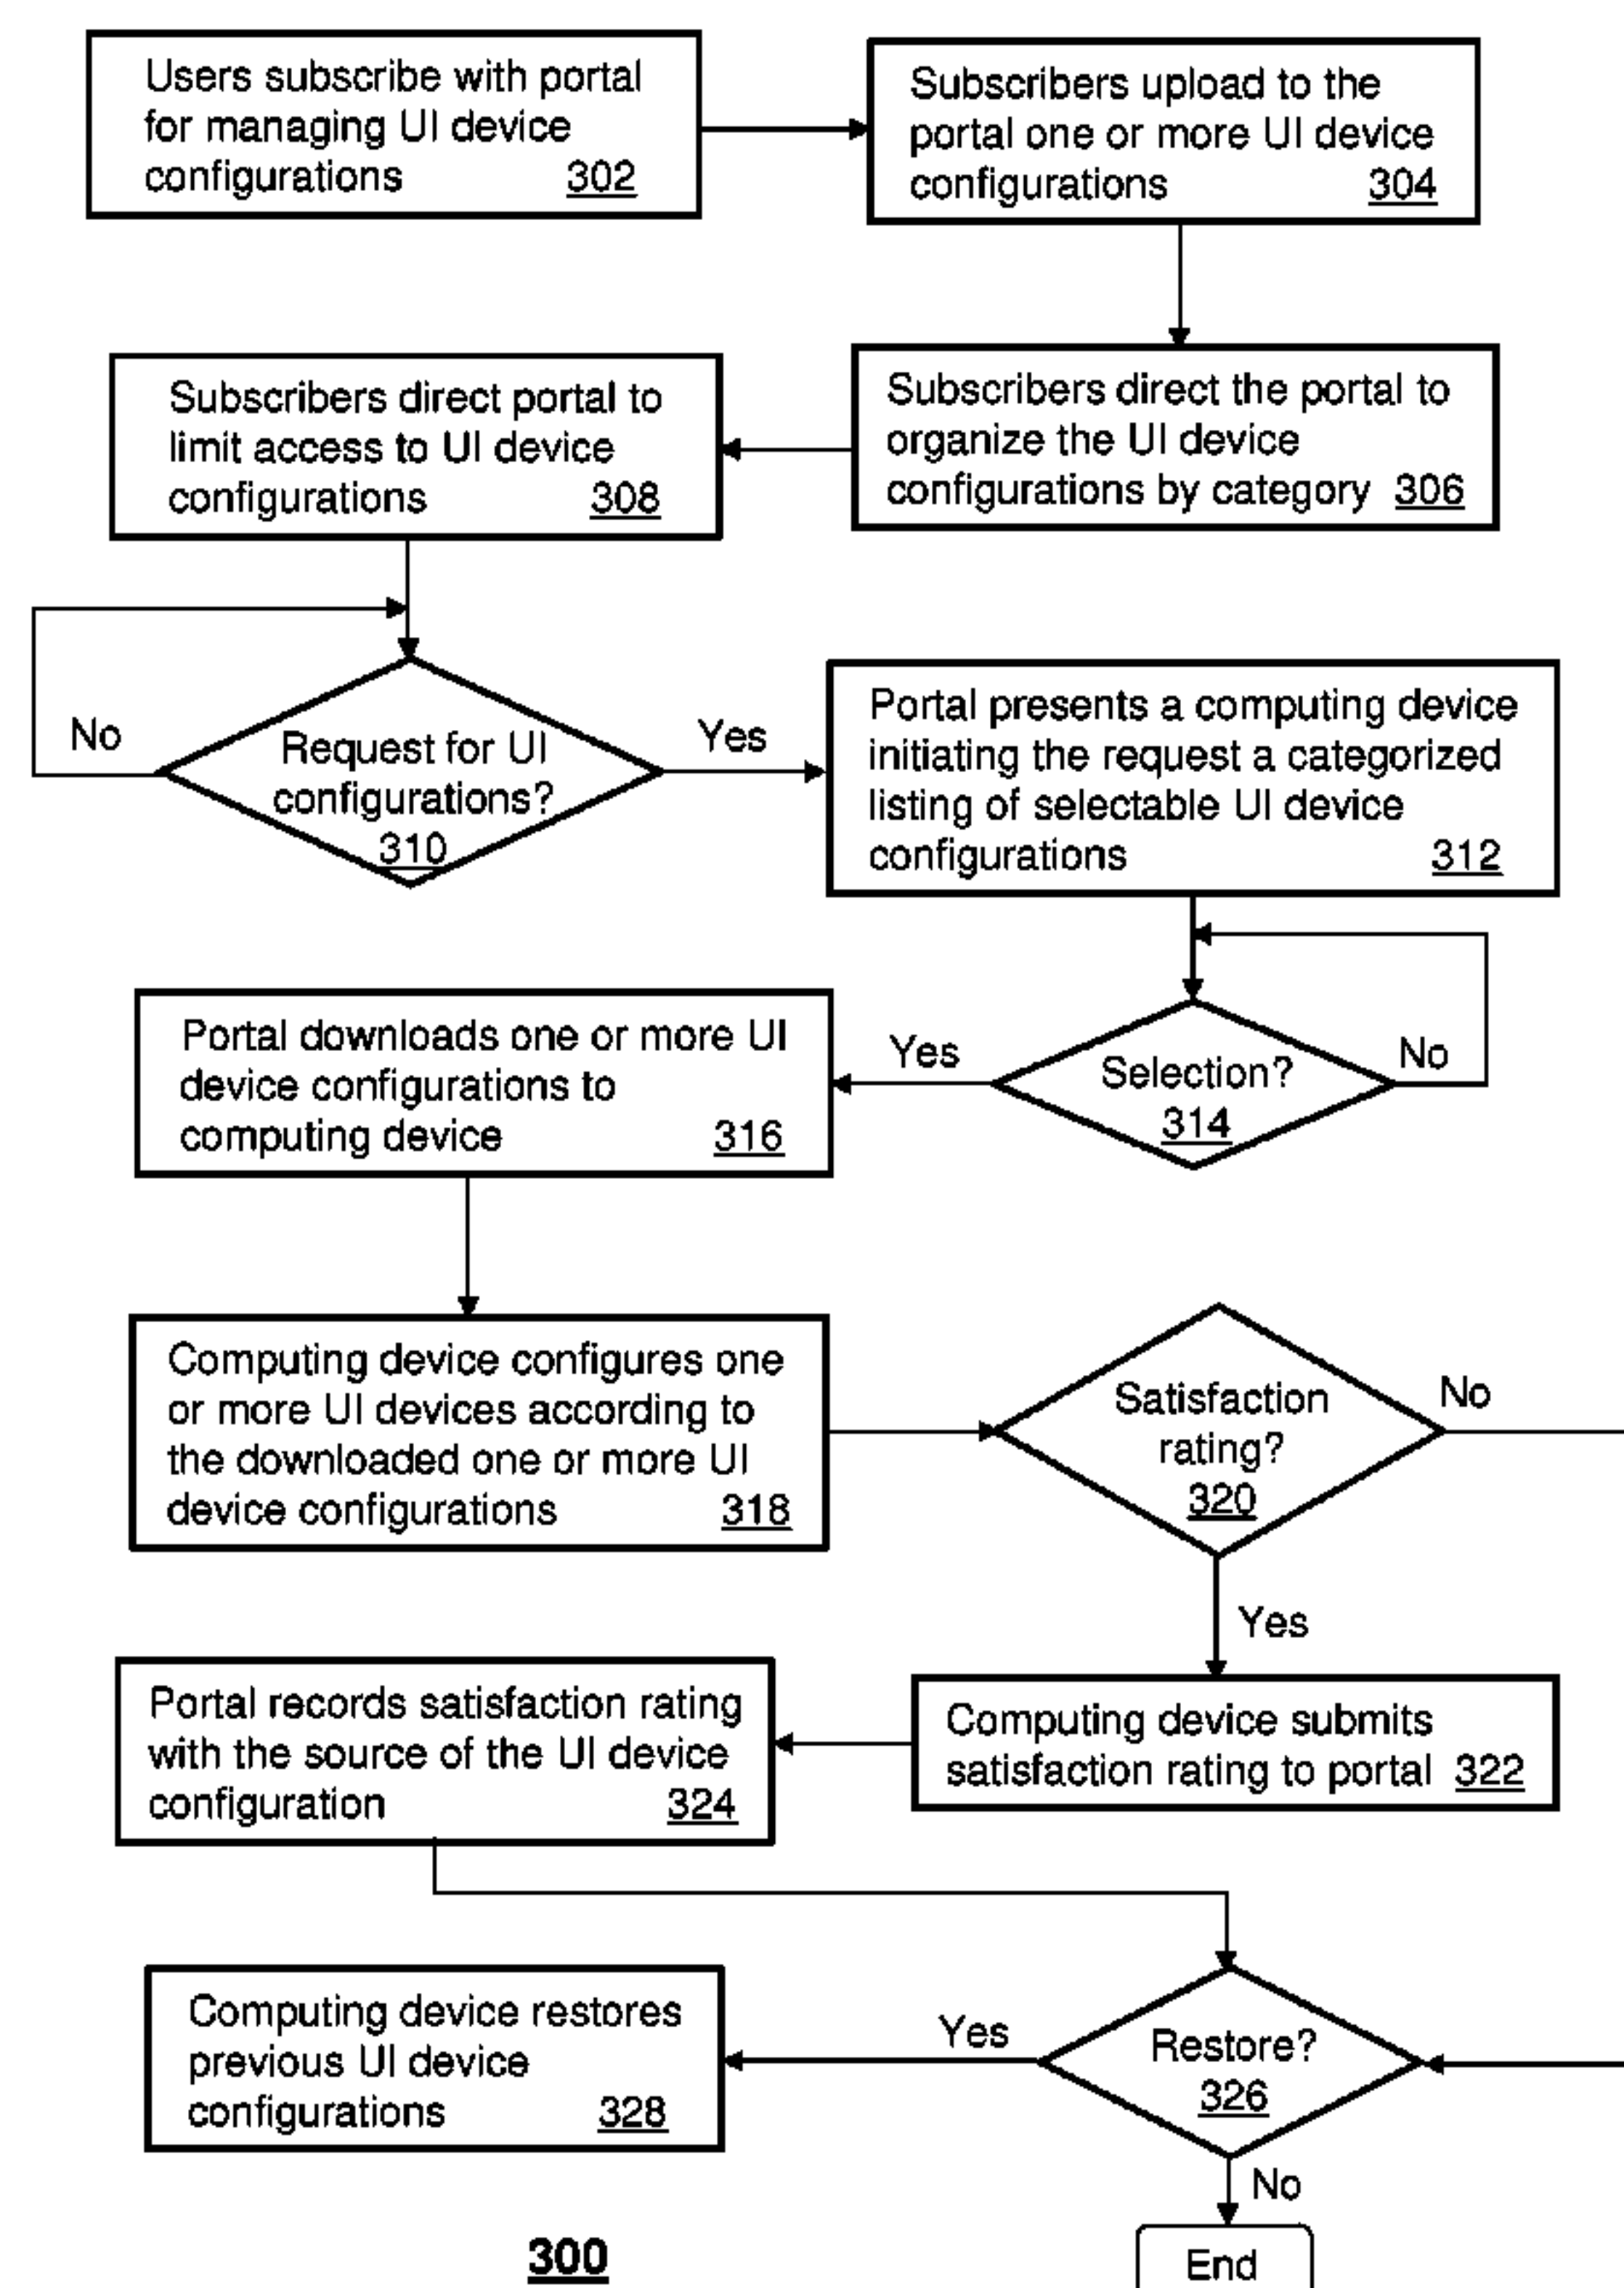 Users subscribe with portal
for managing UI device
configurations 302
Subscribers upload to the
portal one or more UI device
configurations 304
Subscribers direct the portal to
organize the UI device
configurations by category 306
Subscribers direct portal to
limit access to UI device
configurations 308
Request for UI
configurations?
310
No
Yes
Portal presents a computing device
initiating the request a categorized
listing of selectable UI device
configurations 312
Selection?
314
No
Yes
Portal downloads one or more UI
device configurations to
computing device 316
Computing device configures one
or more UI devices according to
the downloaded one or more UI
device configurations 318
Satisfaction
rating?
320
No
Yes
Computing device submits
satisfaction rating to portal 322
Portal records satisfaction rating
with the source of the UI device
configuration 324
Restore?
326
Yes
Computing device restores
previous UI device
configurations 328
No
End
300